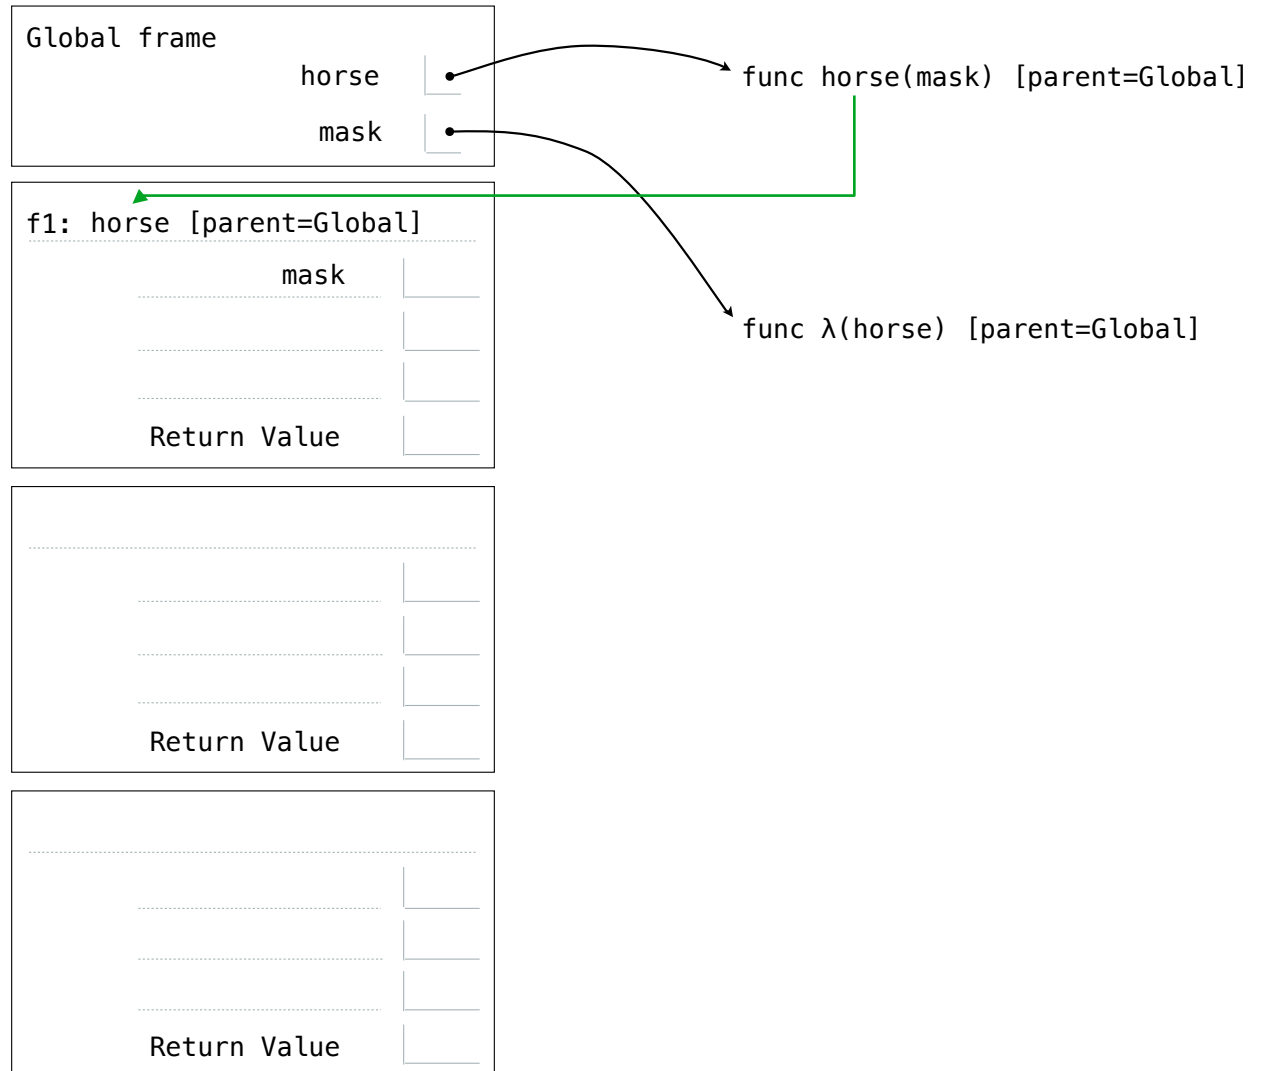 Global frame
horse
func horse(mask) [parent=Global]
mask
f1: horse [parent=Global]
mask
func λ(horse) [parent=Global]
Return Value
Return Value
Return Value